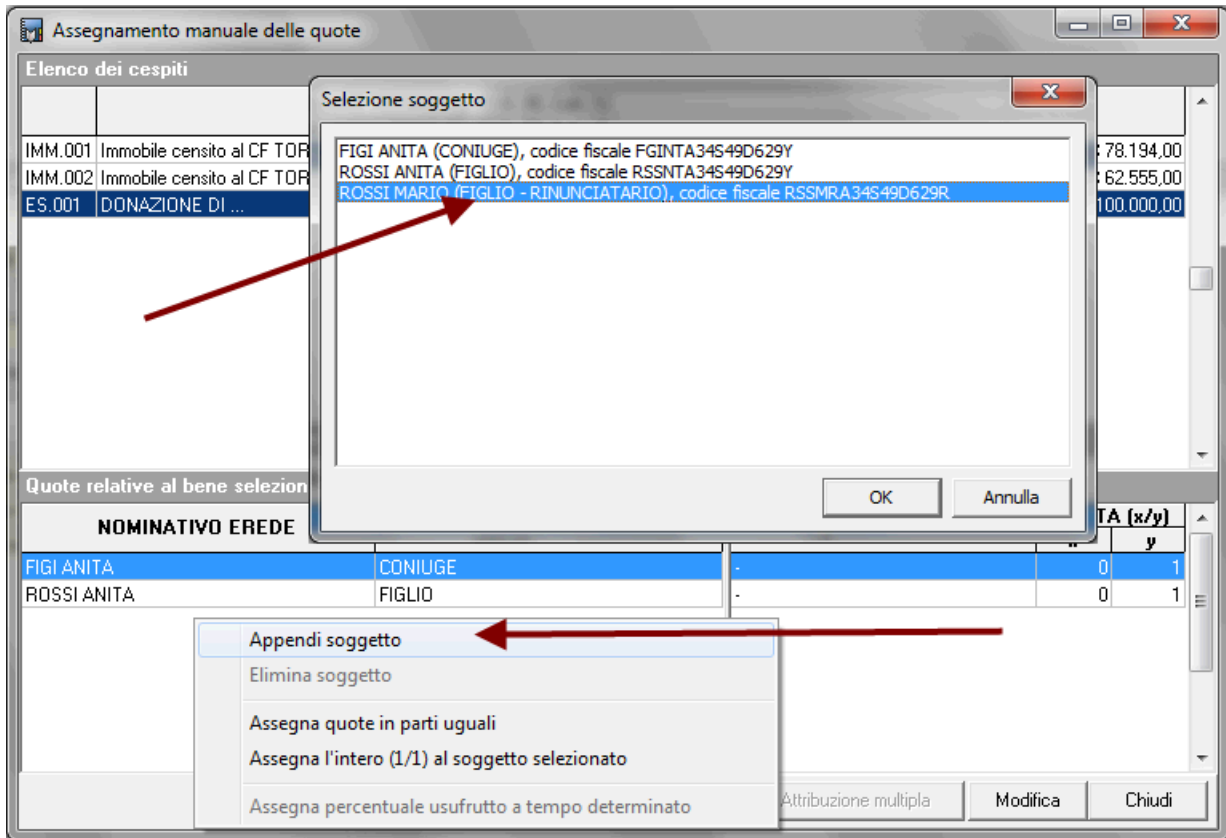 Assegnamento manuale delle quote
Elenco dei cespiti
IMM.001 Immobile censito al CF TOR 78.194,00
IMM.002 Immobile censito al CF TOR 62.555,00
ES.001 DONAZIONE DI ... 100.000,00
Selezione soggetto
FIGI ANITA (CONIUGE), codice fiscale FGINTA34S49D629Y
ROSSI ANITA (FIGLIO), codice fiscale RSSNTA34S49D629Y
ROSSI MARIO (FIGLIO - RINUNCIATARIO), codice fiscale RSSMRA34S49D629R
OK Annulla
Quote relative al bene selezion
NOMINATIVO EREDE TA (x/y)
y
FIGI ANITA CONIUGE - 0 1
ROSSI ANITA FIGLIO - 0 1
Appendi soggetto
Elimina soggetto
Assegna quote in parti uguali
Assegna l'intero (1/1) al soggetto selezionato
Assegna percentuale usufrutto a tempo determinato
Attribuzione multipla Modifica Chiudi